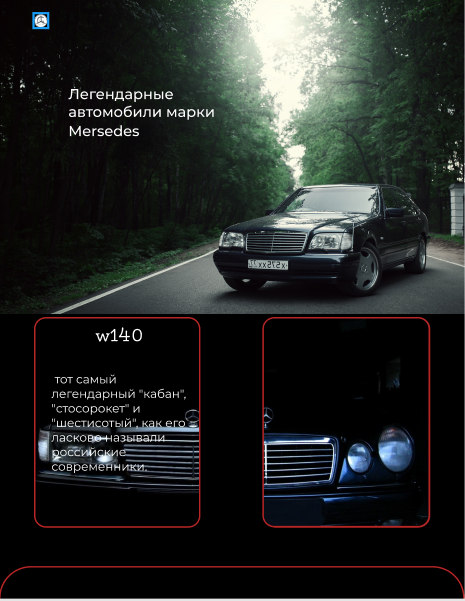 Легендарные
автомобили марки
Mersedes
w140
тот самый
легендарный "кабан",
"стосорокет" и
"шестисотый", как его
ласково называли
российские
современники.